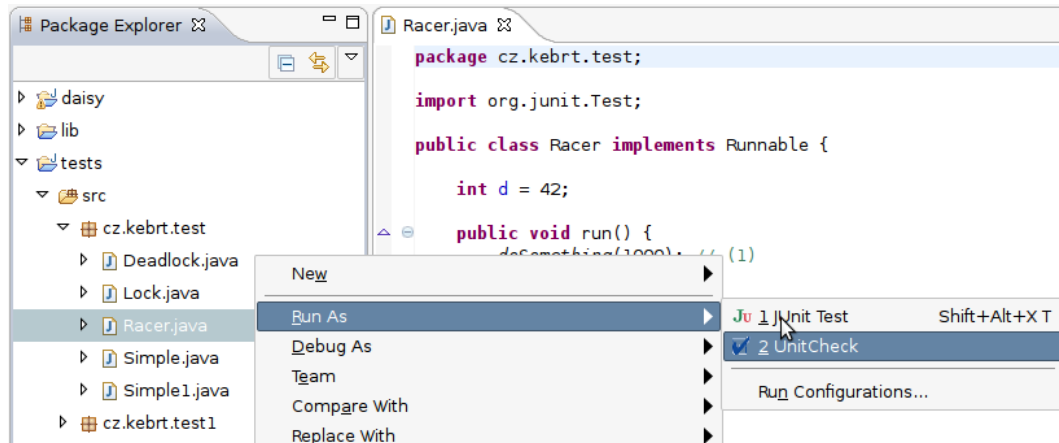 Package Explorer
daisy
lib
tests
src
cz.kebrt.test
Deadlock.java
Lock.java
Racer.java
Simple.java
Simple1.java
cz.kebrt.test1
Racer.java
package cz.kebrt.test;
import org.junit.Test;
public class Racer implements Runnable {
int d = 42;
public void run() {
doSomething(1000); // (1)
New
Run As
Debug As
Team
Compare With
Replace With
Ju 1 JUnit Test Shift+Alt+X T
2 UnitCheck
Run Configurations...